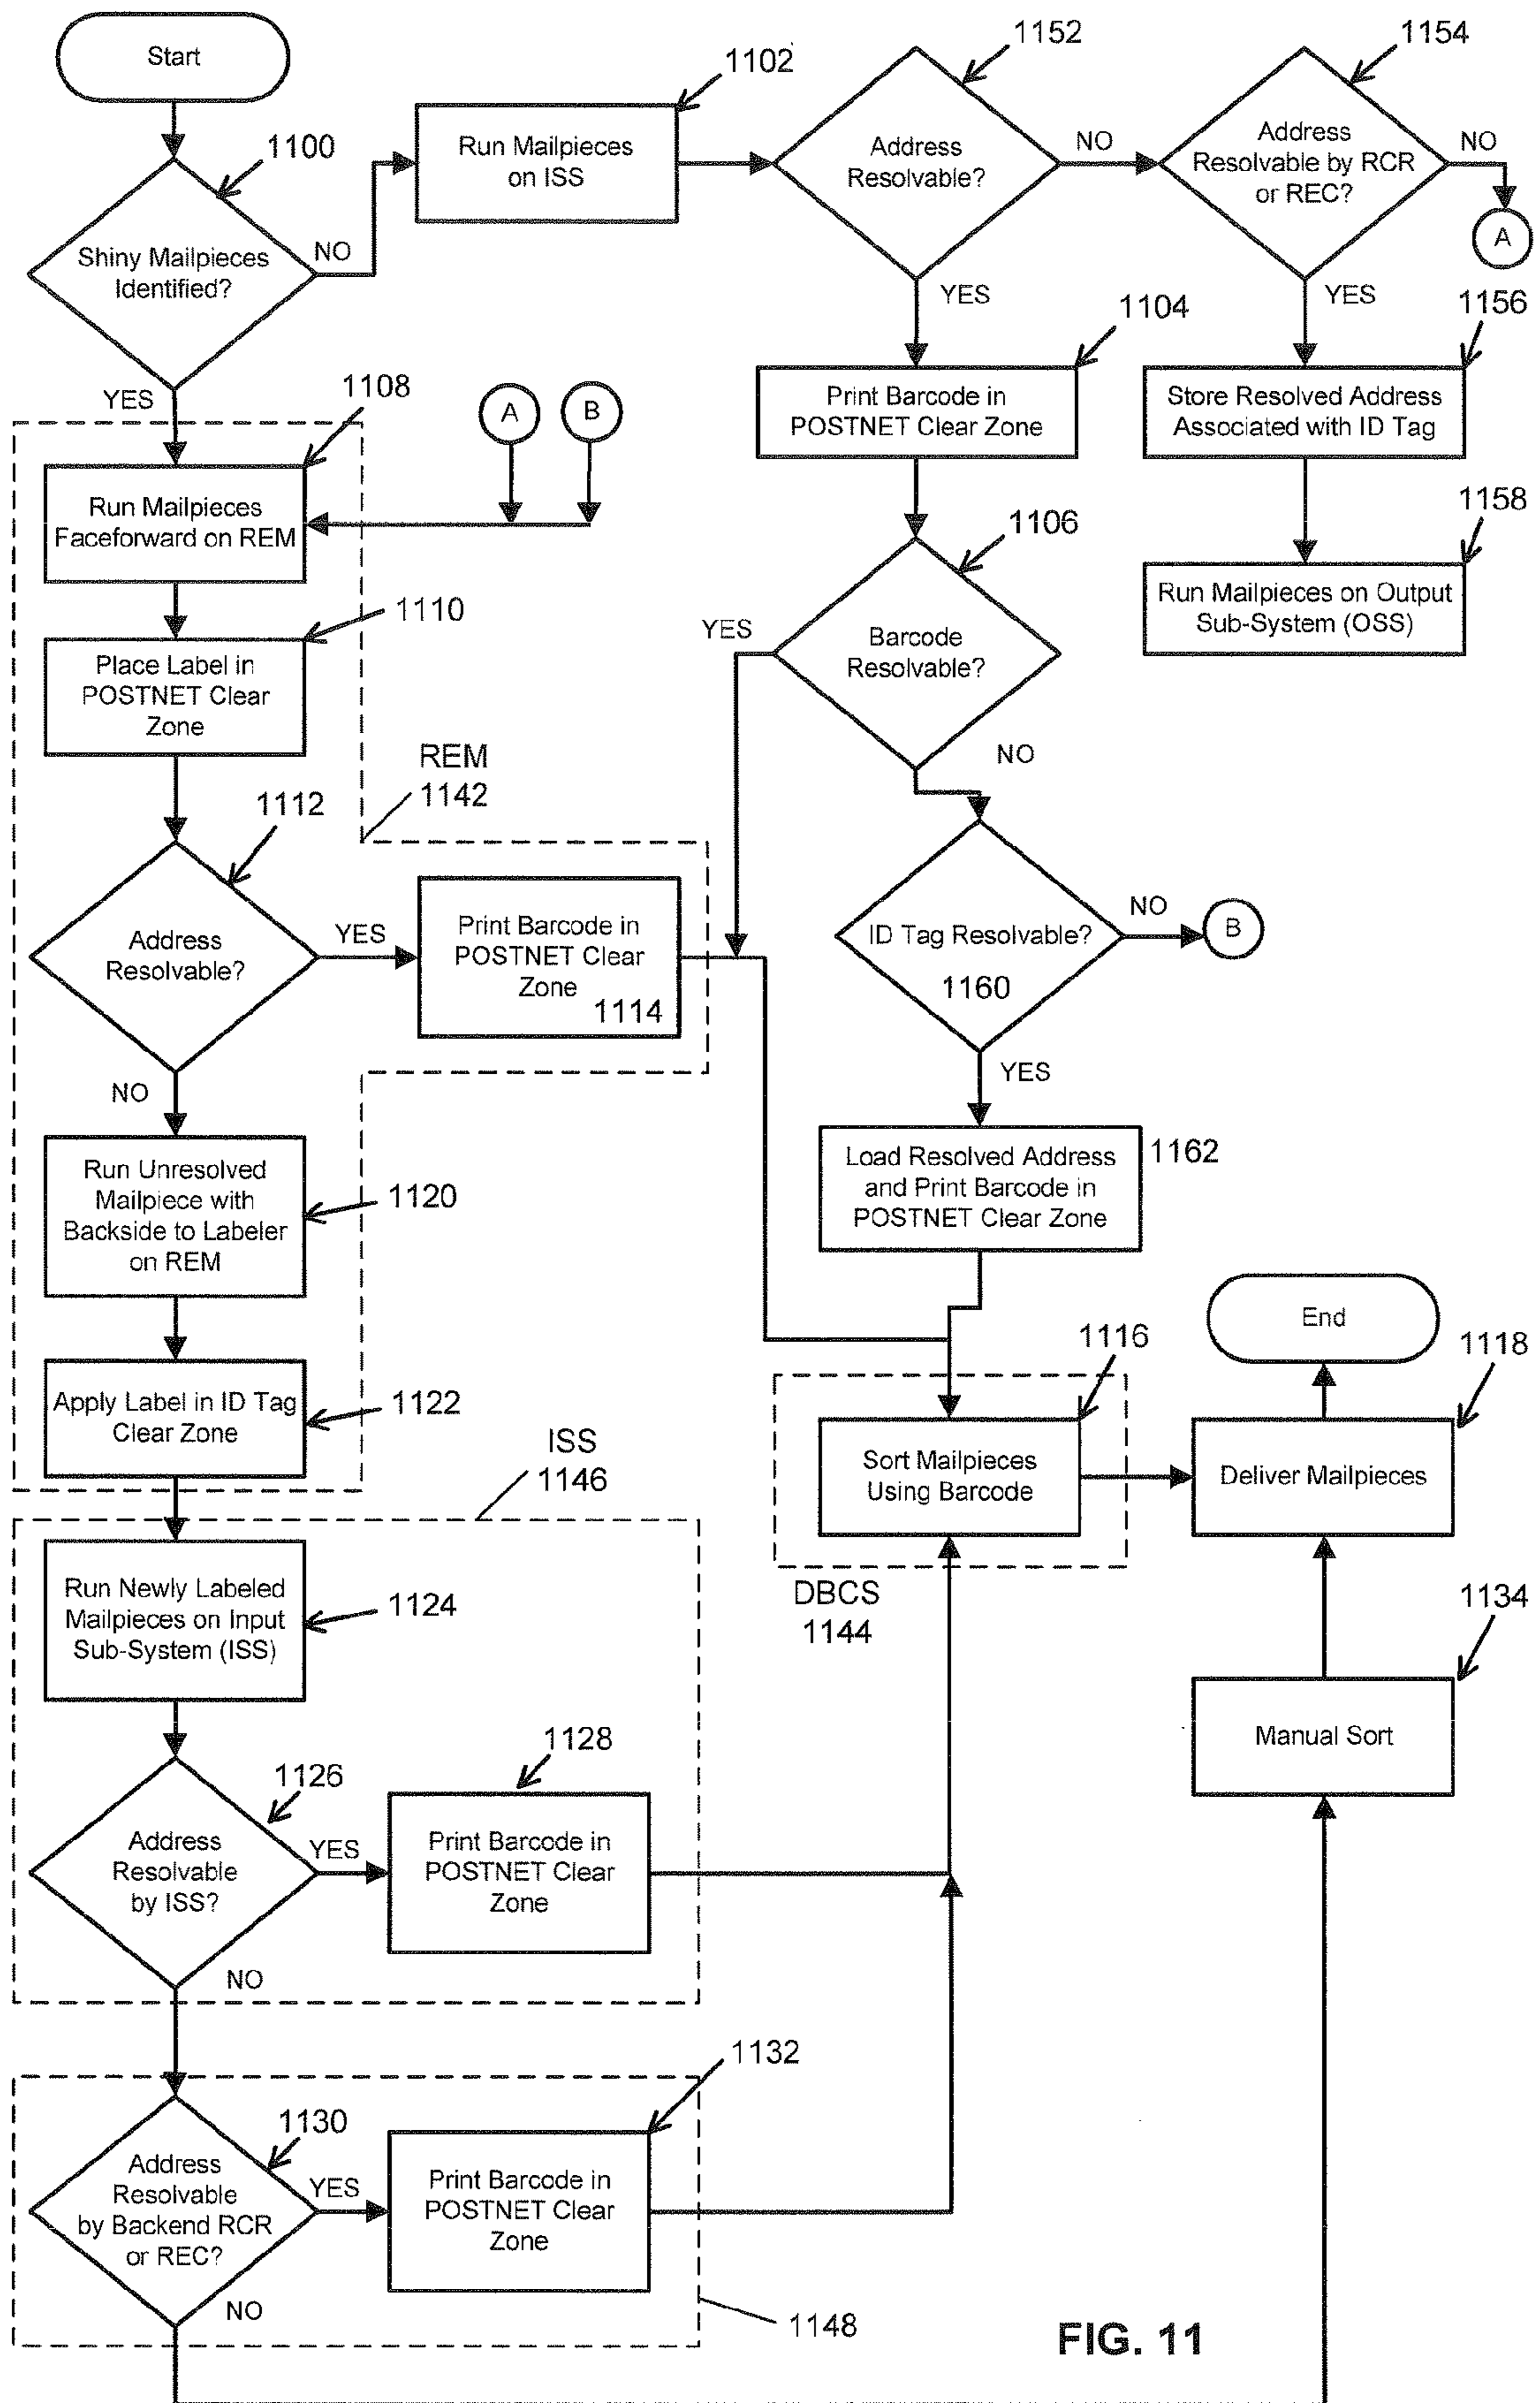 Start
1100
Shiny Mailpieces
Identified?
NO
YES
1102
Run Mailpieces
on ISS
1152
Address
Resolvable?
NO
YES
1154
Address
Resolvable by RCR
or REC?
NO
A
YES
1156
Store Resolved Address
Associated with ID Tag
1158
Run Mailpieces on Output
Sub-System (OSS)
1104
Print Barcode in
POSTNET Clear Zone
1106
Barcode
Resolvable?
YES
NO
ID Tag Resolvable?
1160
NO
B
YES
Load Resolved Address
and Print Barcode in
POSTNET Clear Zone
1162
A
B
1108
Run Mailpieces
Faceforward on REM
1110
Place Label in
POSTNET Clear
Zone
REM
1142
1112
Address
Resolvable?
YES
Print Barcode in
POSTNET Clear
Zone
1114
NO
Run Unresolved
Mailpiece with
Backside to Labeler
on REM
1120
Apply Label in ID Tag
Clear Zone
1122
ISS
1146
Run Newly Labeled
Mailpieces on Input
Sub-System (ISS)
1124
1126
Address
Resolvable
by ISS?
YES
1128
Print Barcode in
POSTNET Clear
Zone
NO
1130
Address
Resolvable
by Backend RCR
or REC?
YES
1132
Print Barcode in
POSTNET Clear
Zone
NO
1148
1116
Sort Mailpieces
Using Barcode
DBCS
1144
End
1118
Deliver Mailpieces
1134
Manual Sort
FIG. 11